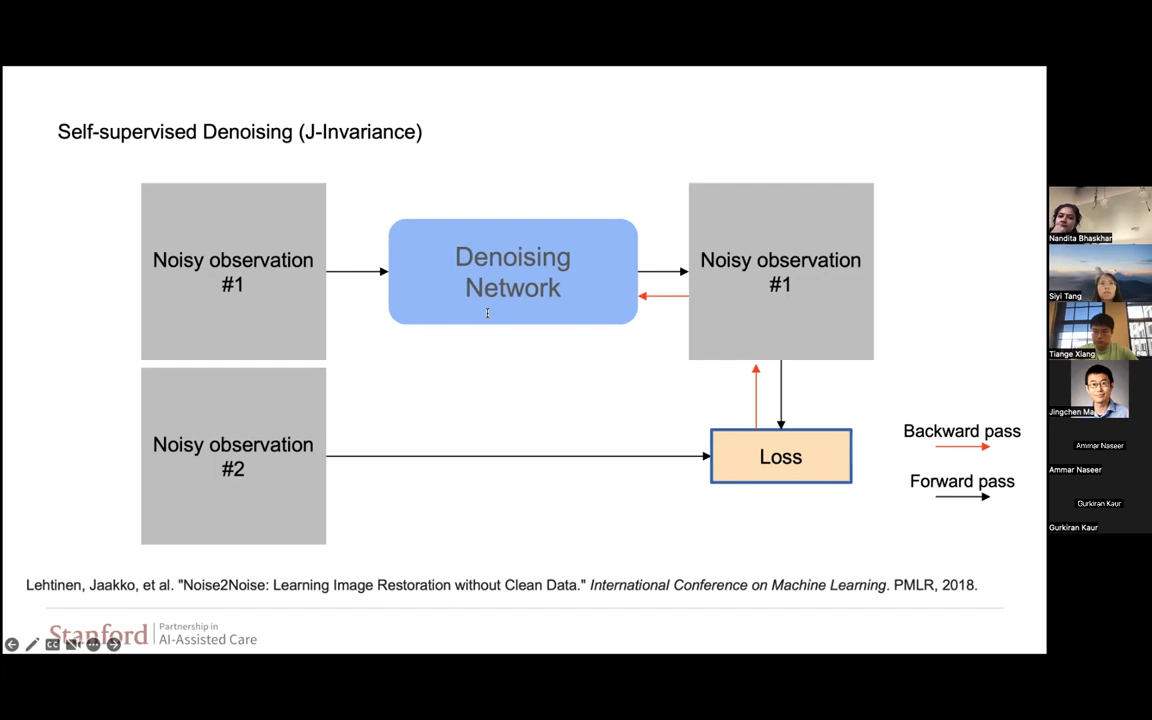 Self-supervised Denoising (J-Invariance)
Noisy observation
#1
Denoising
Network
Noisy observation
#1
Noisy observation
#2
Loss
Backward pass
Forward pass
Lehtinen, Jaakko, et al. "Noise2Noise: Learning Image Restoration without Clean Data." International Conference on Machine Learning. PMLR, 2018.
Stanford
Partnership in
AI-Assisted Care
CC
Nandita Bhaskhar
Siyi Tang
Tiange Xiang
Jingchen Ma
Ammar Naseer
Ammar Naseer
Gurkiran Kaur
Gurkiran Kaur